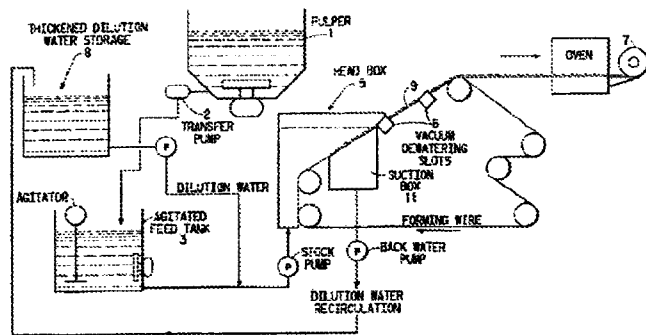 THICKENED DILUTION
WATER STORAGE
8
PULPER
1
2
TRANSFER
PUMP
HEAD BOX
5
9
6
VACUUM
DEWATERING
SLOTS
OVEN
7
P
DILUTION WATER
SUCTION
BOX
11
AGITATOR
AGITATED
FEED TANK
3
FORMING WIRE
P
STOCK
PUMP
P
BACK WATER
PUMP
DILUTION WATER
RECIRCULATION